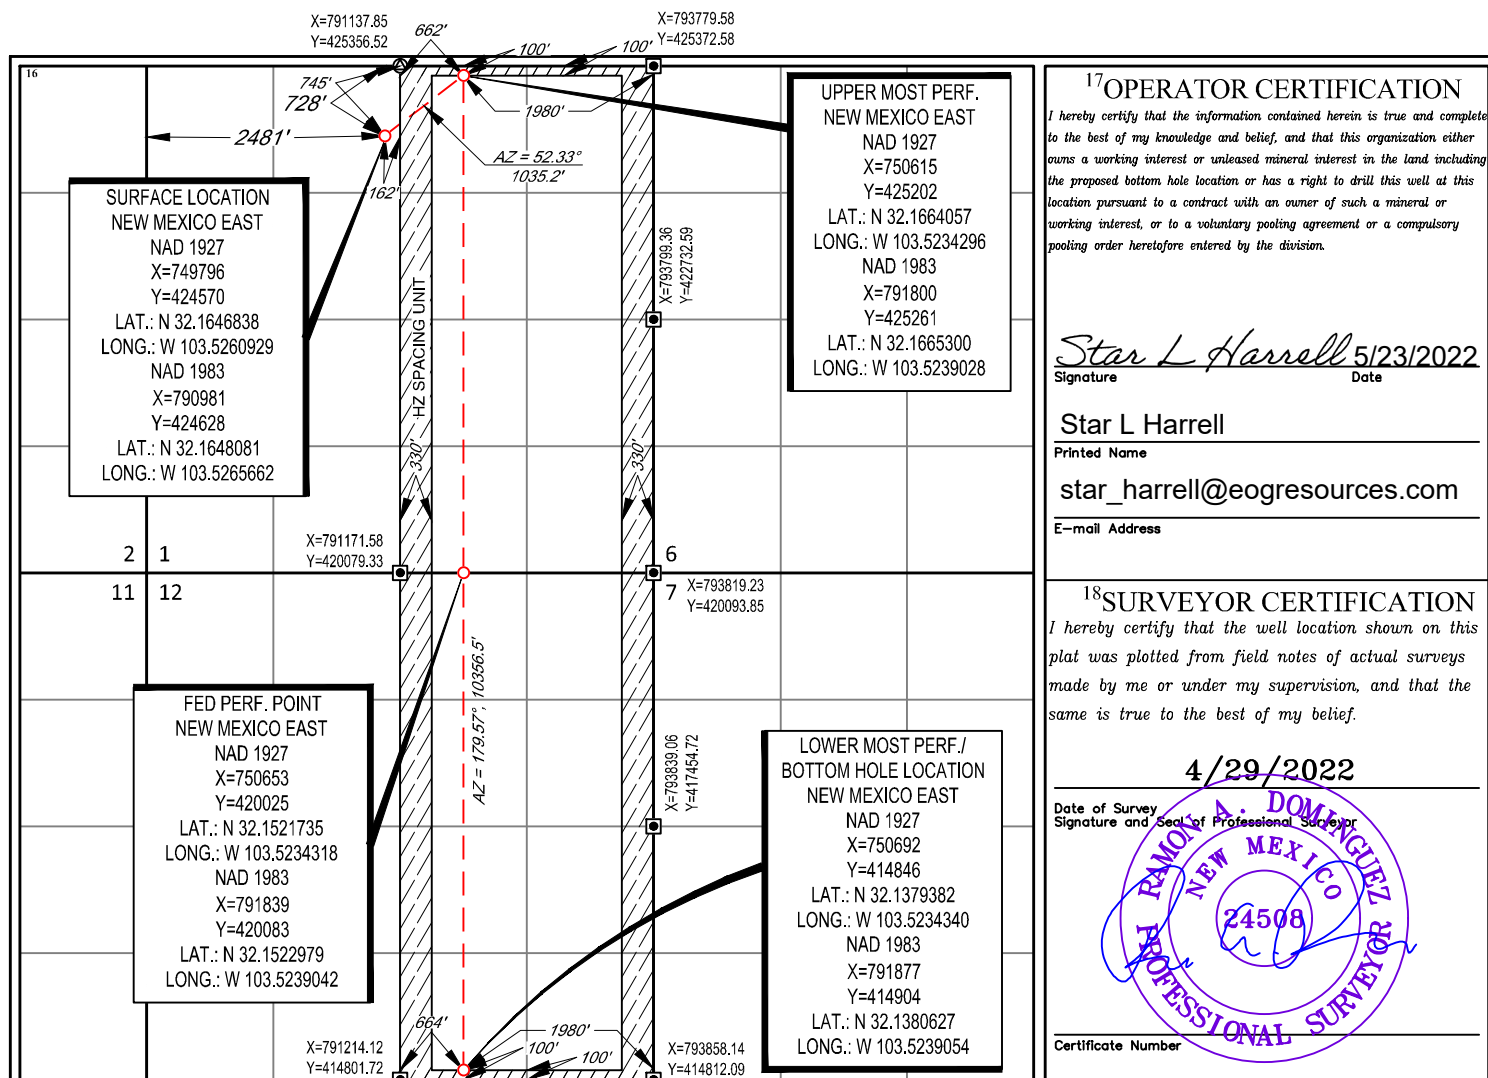 X=791137.85
Y=425356.52
662'
100'
100'
X=793779.58
Y=425372.58
16
745'
728'
2481'
162'
1980'
AZ = 52.33°
1035.2'
SURFACE LOCATION
NEW MEXICO EAST
NAD 1927
X=749796
Y=424570
LAT.: N 32.1646838
LONG.: W 103.5260929
NAD 1983
X=790981
Y=424628
LAT.: N 32.1648081
LONG.: W 103.5265662
UPPER MOST PERF.
NEW MEXICO EAST
NAD 1927
X=750615
Y=425202
LAT.: N 32.1664057
LONG.: W 103.5234296
NAD 1983
X=791800
Y=425261
LAT.: N 32.1665300
LONG.: W 103.5239028
X=793799.36
Y=422732.59
HZ SPACING UNIT
330'
330'
X=791171.58
Y=420079.33
2 1
11 12
6
7
X=793819.23
Y=420093.85
AZ = 179.57°, 10356.5'
FED PERF. POINT
NEW MEXICO EAST
NAD 1927
X=750653
Y=420025
LAT.: N 32.1521735
LONG.: W 103.5234318
NAD 1983
X=791839
Y=420083
LAT.: N 32.1522979
LONG.: W 103.5239042
X=793839.06
Y=417454.72
LOWER MOST PERF./
BOTTOM HOLE LOCATION
NEW MEXICO EAST
NAD 1927
X=750692
Y=414846
LAT.: N 32.1379382
LONG.: W 103.5234340
NAD 1983
X=791877
Y=414904
LAT.: N 32.1380627
LONG.: W 103.5239054
664'
1980'
100'
100'
X=791214.12
Y=414801.72
X=793858.14
Y=414812.09
17OPERATOR CERTIFICATION
I hereby certify that the information contained herein is true and complete
to the best of my knowledge and belief, and that this organization either
owns a working interest or unleased mineral interest in the land including
the proposed bottom hole location or has a right to drill this well at this
location pursuant to a contract with an owner of such a mineral or
working interest, or to a voluntary pooling agreement or a compulsory
pooling order heretofore entered by the division.
Star L Harrell 5/23/2022
Signature Date
Star L Harrell
Printed Name
star_harrell@eogresources.com
E-mail Address
18SURVEYOR CERTIFICATION
I hereby certify that the well location shown on this
plat was plotted from field notes of actual surveys
made by me or under my supervision, and that the
same is true to the best of my belief.
4/29/2022
Date of Survey
Signature and Seal of Professional Surveyor
RAMON A. DOMINGUEZ
NEW MEXICO
24508
PROFESSIONAL SURVEYOR
Certificate Number